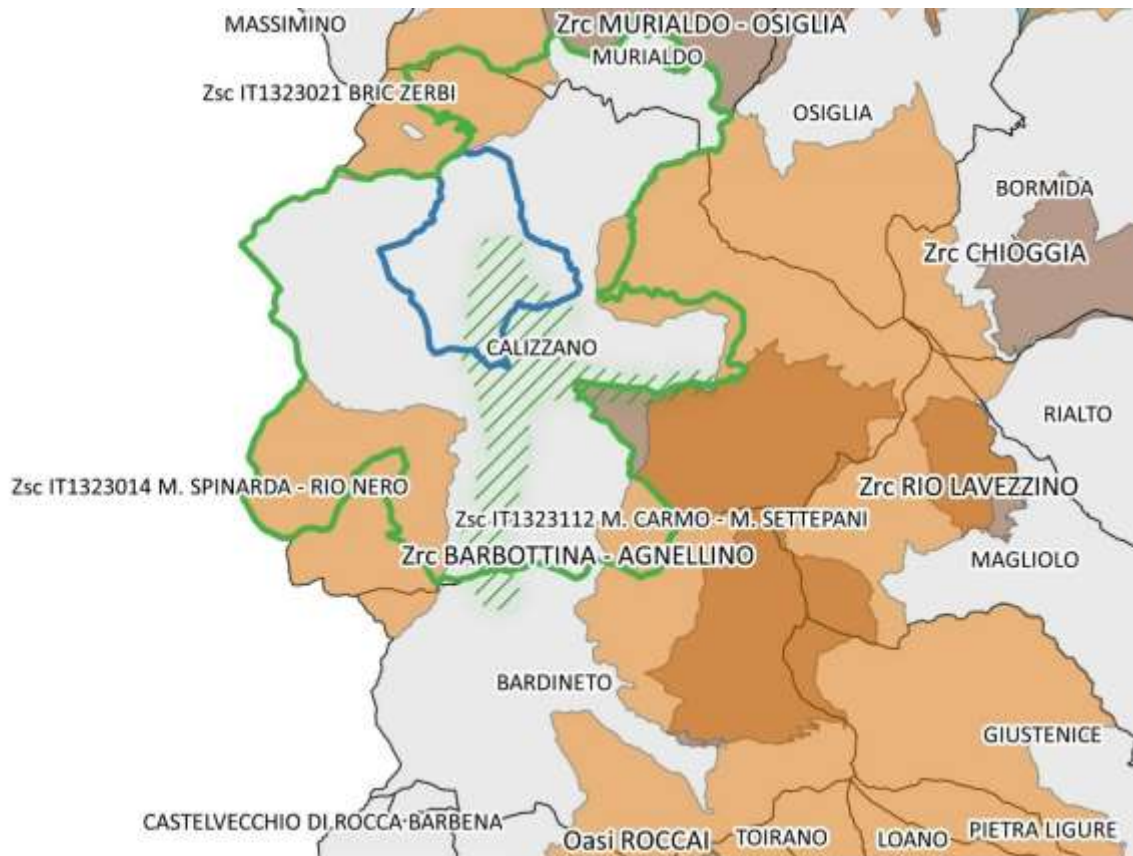 MASSIMINO
Zrc MURIALDO - OSIGLIA
MURIALDO
Zsc IT1323021 BRIC ZERBI
OSIGLIA
BORMIDA
Zrc CHIOGGIA
CALIZZANO
RIALTO
Zsc IT1323014 M. SPINARDA - RIO NERO
Zrc RIO LAVEZZINO
Zsc IT1323112 M. CARMO - M. SETTEPANI
Zrc BARBOTTINA - AGNELLINO
MAGLIOLO
BARDINETO
GIUSTENICE
CASTELVECCHIO DI ROCCA BARBENA
Oasi ROCCAI
TOIRANO
LOANO
PIETRA LIGURE